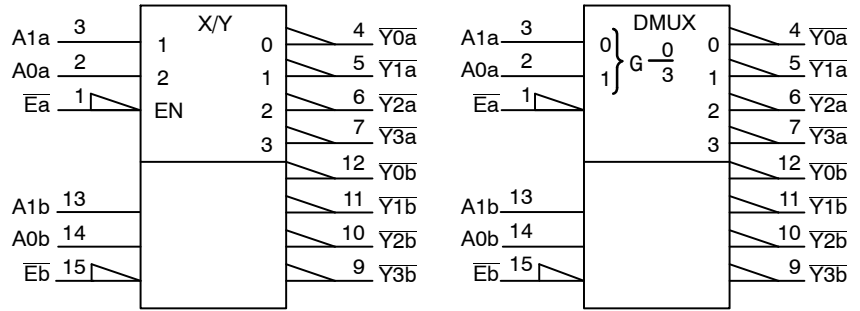 X/Y
A1a 3 1 0 4 Y0a
A0a 2 2 1 5 Y1a
Ea 1 EN 2 6 Y2a
3 7 Y3a
12 Y0b
A1b 13 11 Y1b
A0b 14 10 Y2b
Eb 15 9 Y3b
DMUX
A1a 3 0 } G 0/3 0 4 Y0a
A0a 2 1 1 5 Y1a
Ea 1 2 6 Y2a
3 7 Y3a
12 Y0b
A1b 13 11 Y1b
A0b 14 10 Y2b
Eb 15 9 Y3b